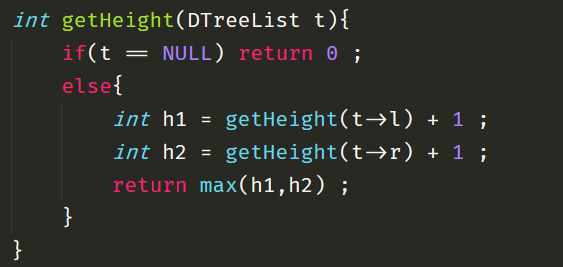 int getHeight(DTreeList t){
    if(t == NULL) return 0 ;
    else{
        int h1 = getHeight(t->l) + 1 ;
        int h2 = getHeight(t->r) + 1 ;
        return max(h1,h2) ;
    }
}